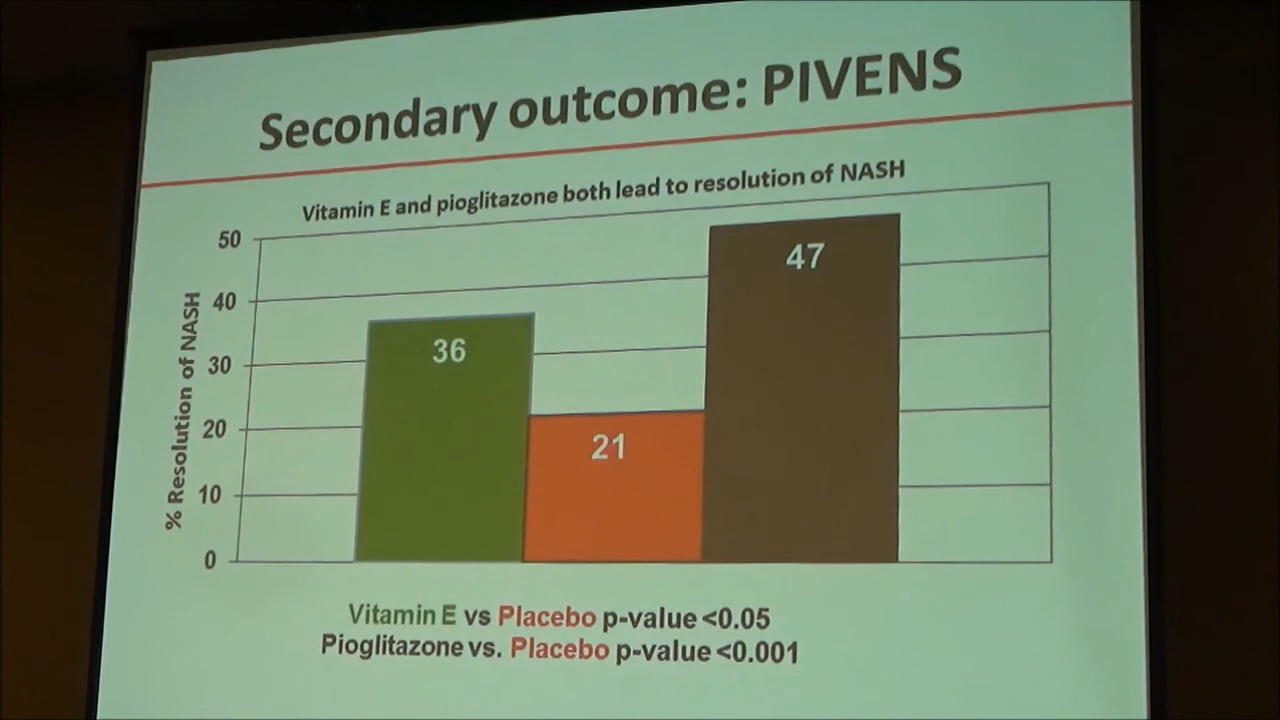 Secondary outcome: PIVENS
Vitamin E and pioglitazone both lead to resolution of NASH
% Resolution of NASH
50
40
30
20
10
0
36
21
47
Vitamin E vs Placebo p-value <0.05
Pioglitazone vs. Placebo p-value <0.001